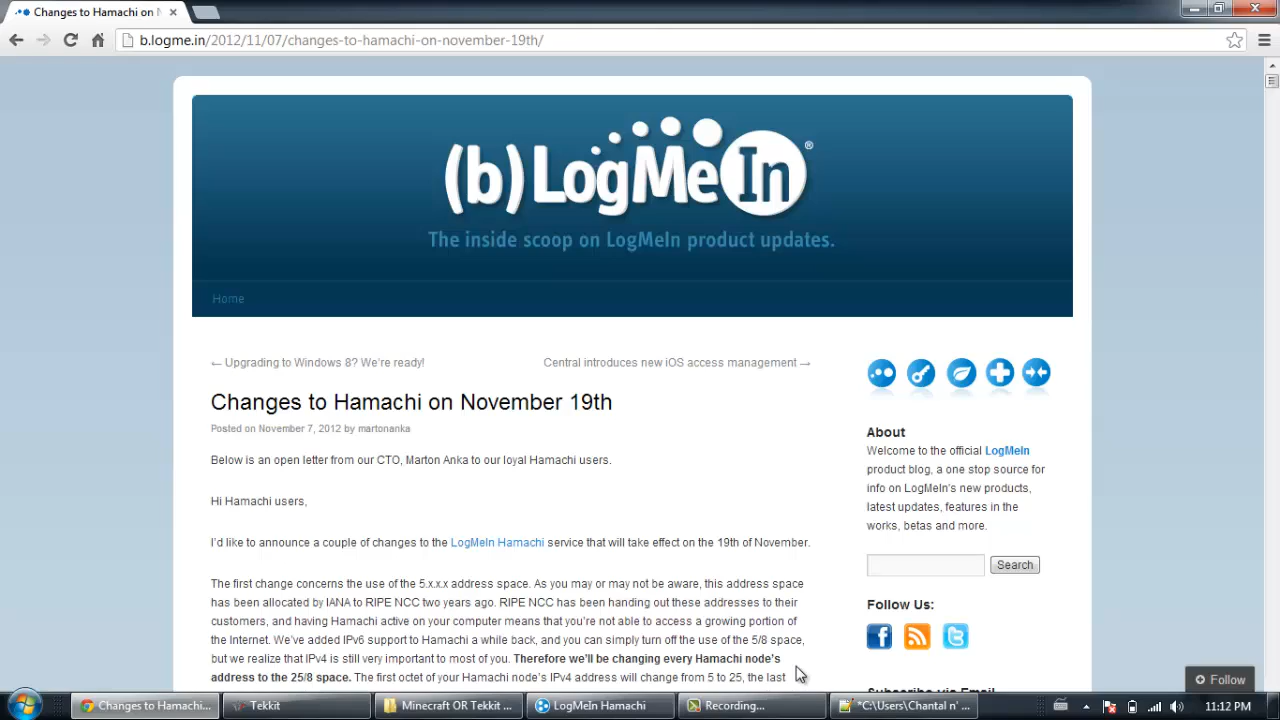 Changes to Hamachi on N
b.logme.in/2012/11/07/changes-to-hamachi-on-november-19th/
(b)LogMeIn®
The inside scoop on LogMeIn product updates.
Home
← Upgrading to Windows 8? We're ready!
Central introduces new iOS access management →
Changes to Hamachi on November 19th
Posted on November 7, 2012 by martonanka
Below is an open letter from our CTO, Marton Anka to our loyal Hamachi users.
Hi Hamachi users,
I'd like to announce a couple of changes to the LogMeIn Hamachi service that will take effect on the 19th of November.
The first change concerns the use of the 5.x.x.x address space. As you may or may not be aware, this address space
has been allocated by IANA to RIPE NCC two years ago. RIPE NCC has been handing out these addresses to their
customers, and having Hamachi active on your computer means that you're not able to access a growing portion of
the Internet. We've added IPv6 support to Hamachi a while back, and you can simply turn off the use of the 5/8 space,
but we realize that IPv4 is still very important to most of you. Therefore we'll be changing every Hamachi node's
address to the 25/8 space. The first octet of your Hamachi node's IPv4 address will change from 5 to 25, the last
About
Welcome to the official LogMeIn
product blog, a one stop source for
info on LogMeIn's new products,
latest updates, features in the
works, betas and more.
Search
Follow Us:
Subscribe via Email
Follow
Changes to Hamachi...
Tekkit
Minecraft OR Tekkit ...
LogMeIn Hamachi
Recording...
*C:\Users\Chantal n' ...
11:12 PM